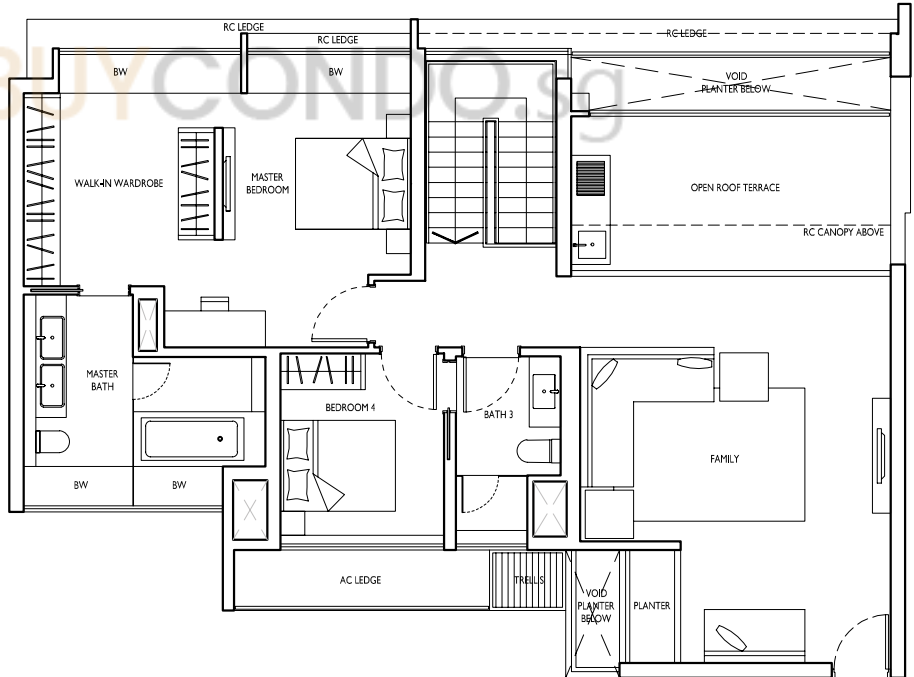 RC LEDGE
RC LEDGE
RC LEDGE
BUYCONDO.sg
BW
BW
VOID
PLANTER BELOW
WALK-IN WARDROBE
MASTER
BEDROOM
OPEN ROOF TERRACE
RC CANOPY ABOVE
MASTER
BATH
BEDROOM 4
BATH 3
FAMILY
BW
BW
AC LEDGE
TRELLIS
VOID
PLANTER
BELOW
PLANTER